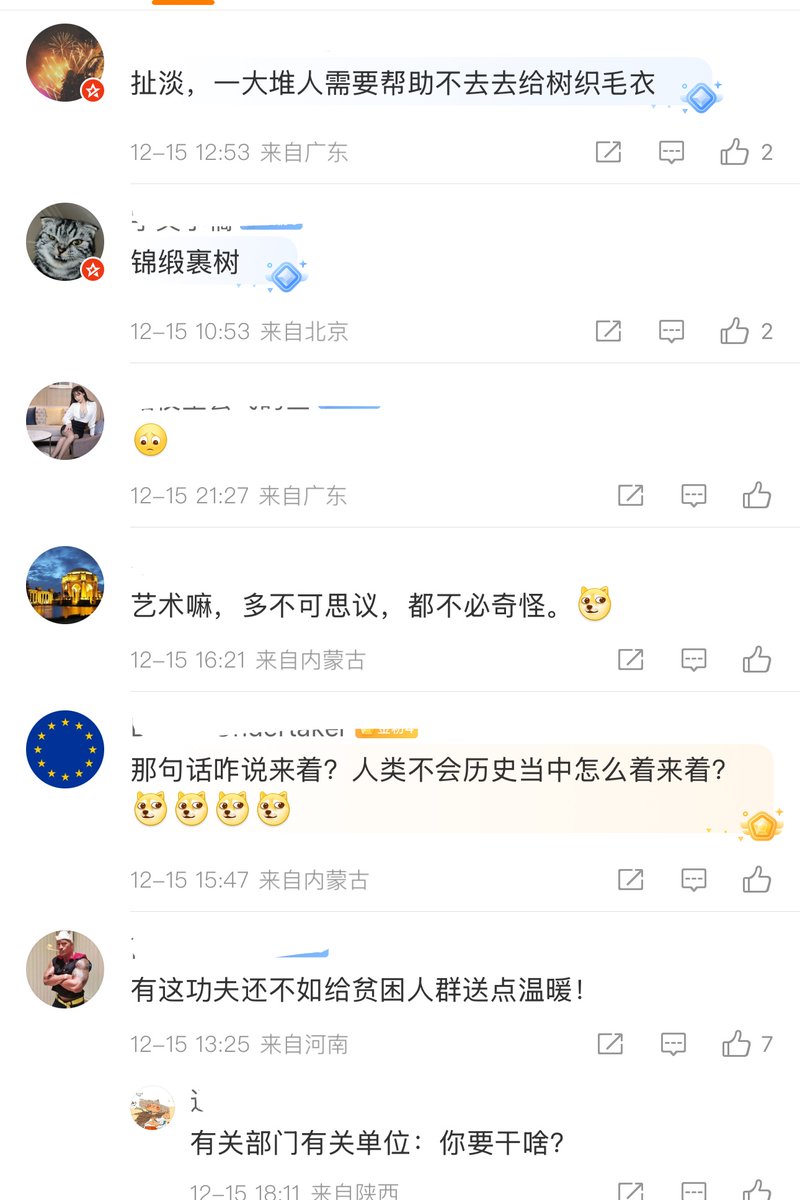 扯淡，一大堆人需要帮助不去去给树织毛衣
12-15 12:53 来自广东
2
锦缎裹树
12-15 10:53 来自北京
2
12-15 21:27 来自广东
艺术嘛，多不可思议，都不必奇怪。
12-15 16:21 来自内蒙古
那句话咋说来着？人类不会历史当中怎么着来着？
12-15 15:47 来自内蒙古
有这功夫还不如给贫困人群送点温暖！
12-15 13:25 来自河南
7
有关部门有关单位：你要干啥？
12-15 18:11 来自陕西